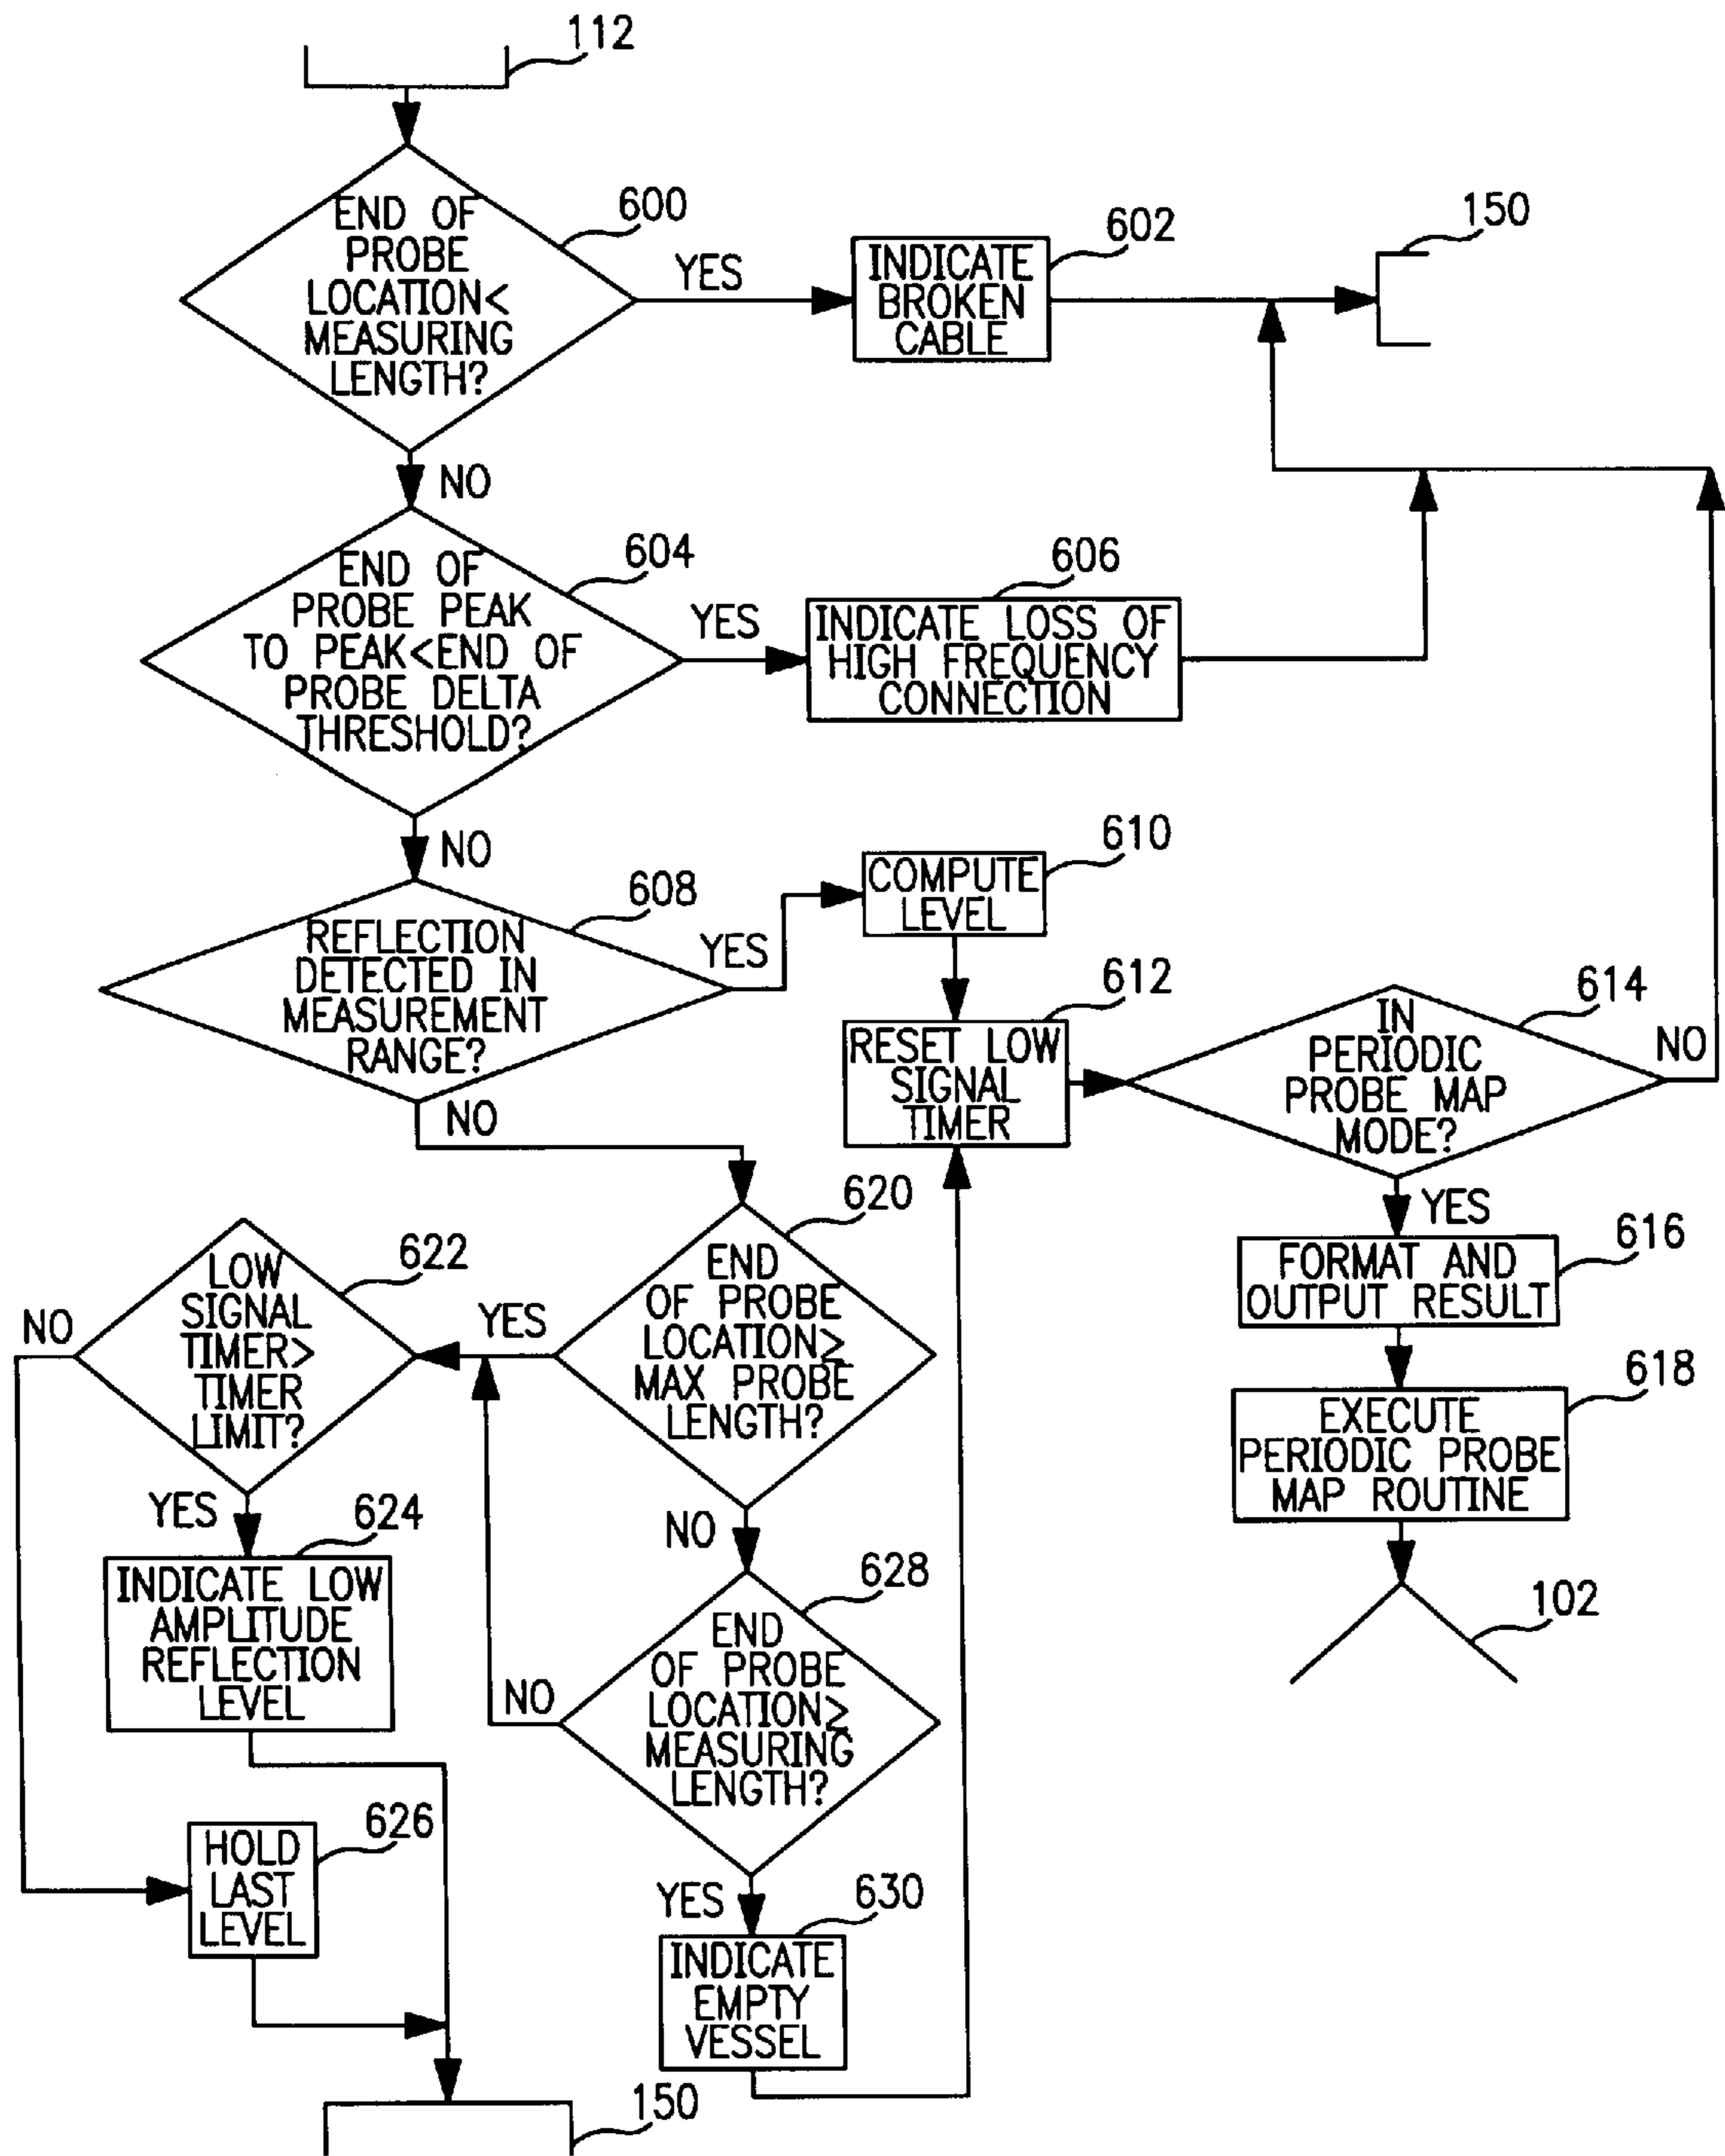 112
END OF
PROBE
LOCATION<
MEASURING
LENGTH?
600
YES
INDICATE
BROKEN
CABLE
602
150
NO
END OF
PROBE PEAK
TO PEAK<END OF
PROBE DELTA
THRESHOLD?
604
YES
INDICATE LOSS OF
HIGH FREQUENCY
CONNECTION
606
NO
REFLECTION
DETECTED IN
MEASUREMENT
RANGE?
608
YES
COMPUTE
LEVEL
610
RESET LOW
SIGNAL
TIMER
612
IN
PERIODIC
PROBE MAP
MODE?
614
NO
YES
FORMAT AND
OUTPUT RESULT
616
EXECUTE
PERIODIC PROBE
MAP ROUTINE
618
102
NO
END
OF PROBE
LOCATION≥
MAX PROBE
LENGTH?
620
YES
LOW
SIGNAL
TIMER>
TIMER
LIMIT?
622
NO
YES
INDICATE LOW
AMPLITUDE
REFLECTION
LEVEL
624
HOLD
LAST
LEVEL
626
NO
END
OF PROBE
LOCATION≥
MEASURING
LENGTH?
628
NO
YES
INDICATE
EMPTY
VESSEL
630
150